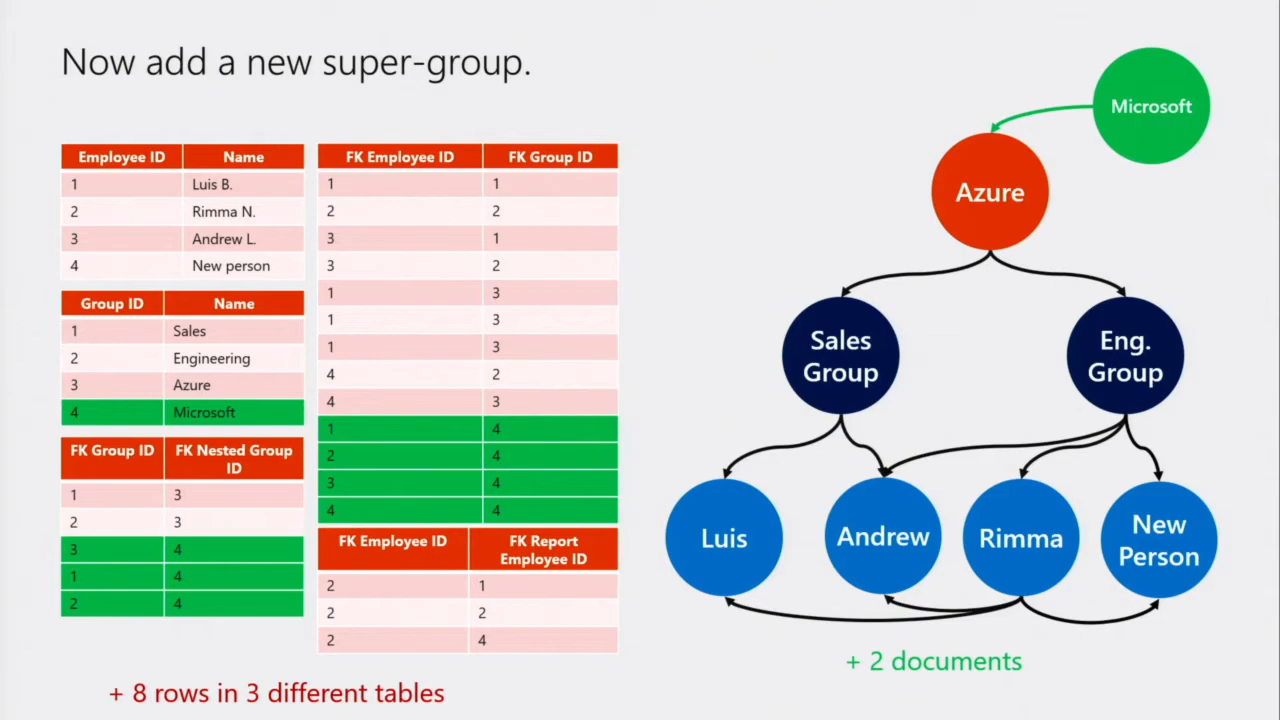 Now add a new super-group.
Employee ID Name
1 Luis B.
2 Rimma N.
3 Andrew L.
4 New person
Group ID Name
1 Sales
2 Engineering
3 Azure
4 Microsoft
FK Group ID FK Nested Group
ID
1 3
2 3
3 4
1 4
2 4
FK Employee ID FK Group ID
1 1
2 2
3 1
3 2
1 3
1 3
1 3
4 2
4 3
1 4
2 4
3 4
4 4
FK Employee ID FK Report
Employee ID
2 1
2 2
2 4
+ 8 rows in 3 different tables
Microsoft
Azure
Sales
Group
Eng.
Group
Luis
Andrew
Rimma
New
Person
+ 2 documents